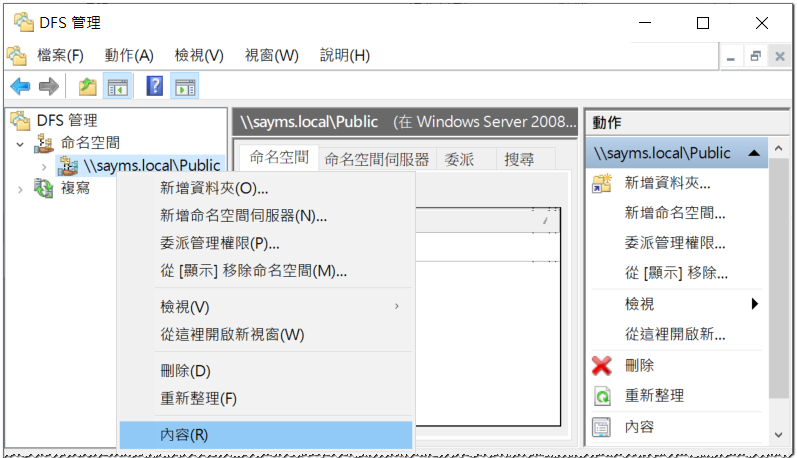 DFS 管理
檔案(F) 動作(A) 檢視(V) 視窗(W) 說明(H)
DFS 管理
命名空間
\\sayms.local\Public
複寫
新增資料夾(O)...
新增命名空間伺服器(N)...
委派管理權限(P)...
從 [顯示] 移除命名空間(M)...
檢視(V)
從這裡開啟新視窗(W)
刪除(D)
重新整理(F)
內容(R)
\\sayms.local\Public (在 Windows Server 2008...
命名空間 命名空間伺服器 委派 搜尋
動作
\\sayms.local\Public
新增資料夾...
新增命名空間...
委派管理權限...
從 [顯示] 移除...
檢視
從這裡開啟新...
刪除
重新整理
內容